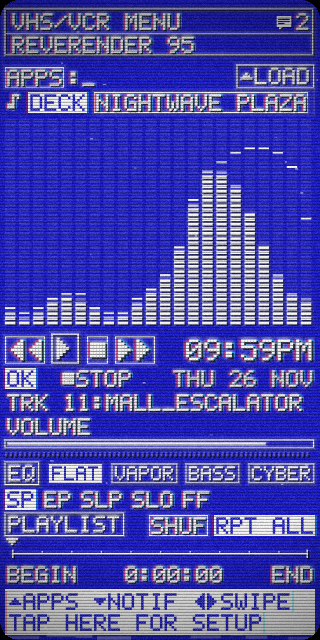 VHS/VCR MENU 2
REVERENDER 95
APPS:_ LOAD
DECK NIGHTWAVE PLAZA
09:59PM
OK STOP THU 26 NOV
TRK 11:MALL_ESCALATOR
VOLUME
EQ FLAT VAPOR BASS CYBER
SP EP SLP SLO FF
PLAYLIST SHUF RPT ALL
BEGIN 0:00:00 END
APPS NOTIF SWIPE
TAP HERE FOR SETUP